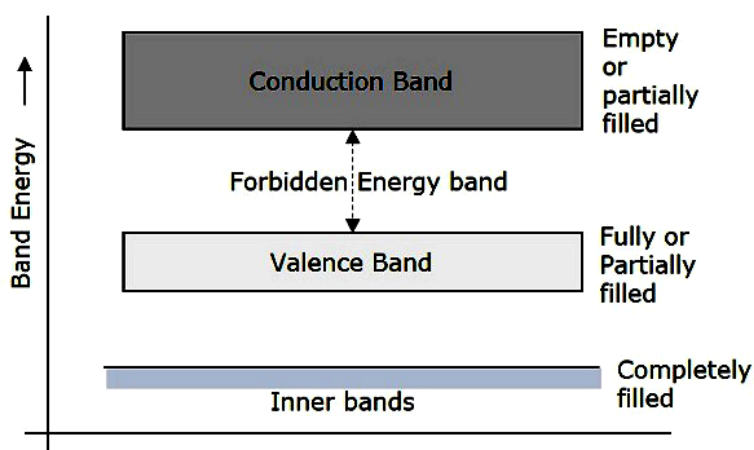 Empty
or
partially
filled
Conduction Band
Forbidden Energy band
Band Energy
Valence Band
Fully or
Partially
filled
Completely
filled
Inner bands